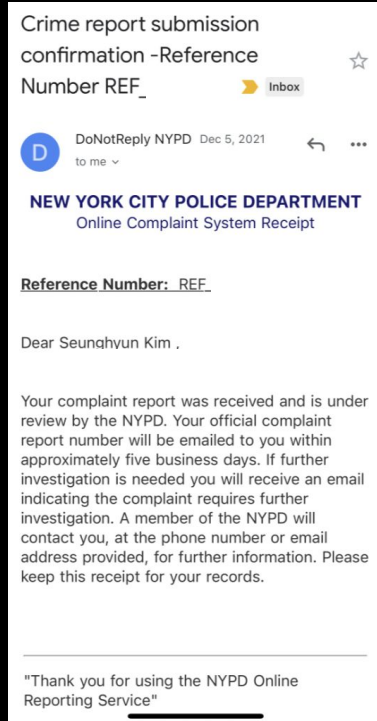 Crime report submission
confirmation -Reference
Number REF_
Inbox
D
DoNotReply NYPD Dec 5, 2021
to me
NEW YORK CITY POLICE DEPARTMENT
Online Complaint System Receipt
Reference Number: REF_
Dear Seunghyun Kim ,
Your complaint report was received and is under
review by the NYPD. Your official complaint
report number will be emailed to you within
approximately five business days. If further
investigation is needed you will receive an email
indicating the complaint requires further
investigation. A member of the NYPD will
contact you, at the phone number or email
address provided, for further information. Please
keep this receipt for your records.
"Thank you for using the NYPD Online
Reporting Service"